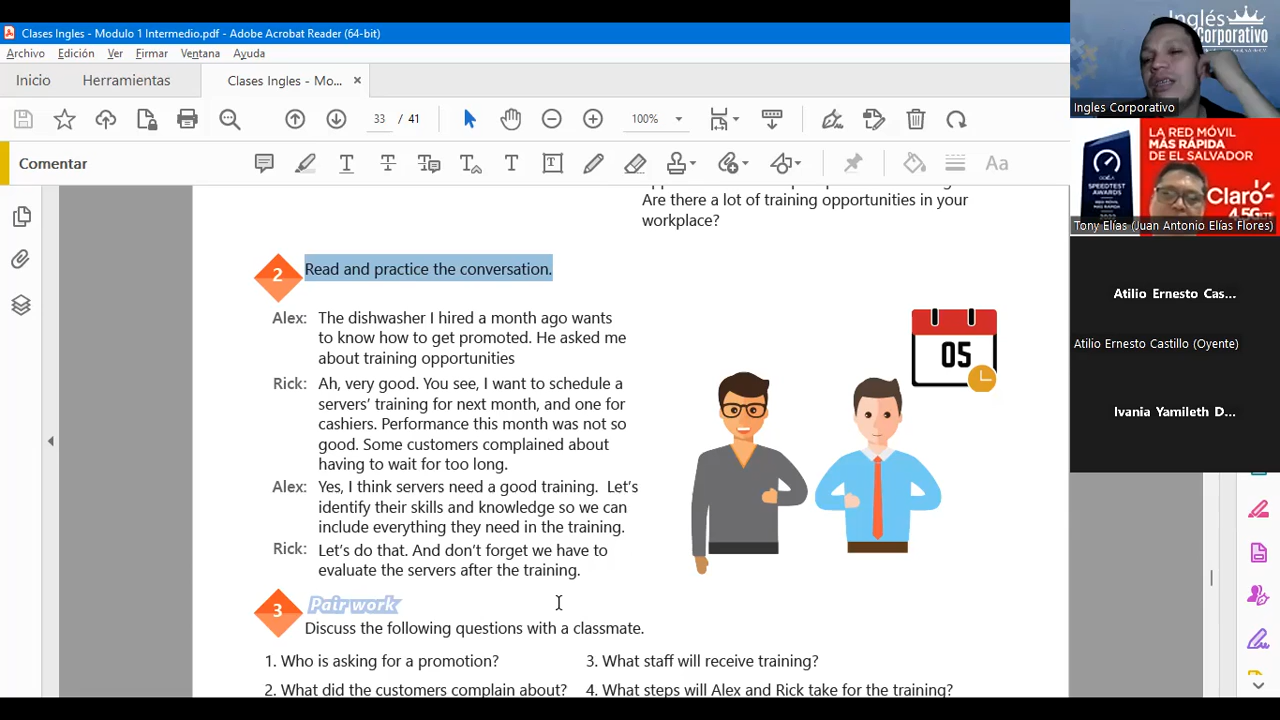 Clases Ingles - Modulo 1 Intermedio.pdf - Adobe Acrobat Reader (64-bit)
Archivo Edición Ver Firmar Ventana Ayuda
Inicio Herramientas Clases Ingles - Mo... ×
33 / 41 100%
Comentar
Are there a lot of training opportunities in your
workplace?
2 Read and practice the conversation.
Alex: The dishwasher I hired a month ago wants
to know how to get promoted. He asked me
about training opportunities
Rick: Ah, very good. You see, I want to schedule a
servers' training for next month, and one for
cashiers. Performance this month was not so
good. Some customers complained about
having to wait for too long.
Alex: Yes, I think servers need a good training. Let's
identify their skills and knowledge so we can
include everything they need in the training.
Rick: Let's do that. And don't forget we have to
evaluate the servers after the training.
05
3 Pair work
Discuss the following questions with a classmate.
1. Who is asking for a promotion? 3. What staff will receive training?
2. What did the customers complain about? 4. What steps will Alex and Rick take for the training?
Inglés
Corporativo
Ingles Corporativo
SPEEDTEST
AWARDS
LA RED MÓVIL
MÁS RÁPIDA
DE EL SALVADOR
Claro
4.5G
Tony Elías (Juan Antonio Elías Flores)
Atilio Ernesto Cas...
Atilio Ernesto Castillo (Oyente)
Ivania Yamileth D...